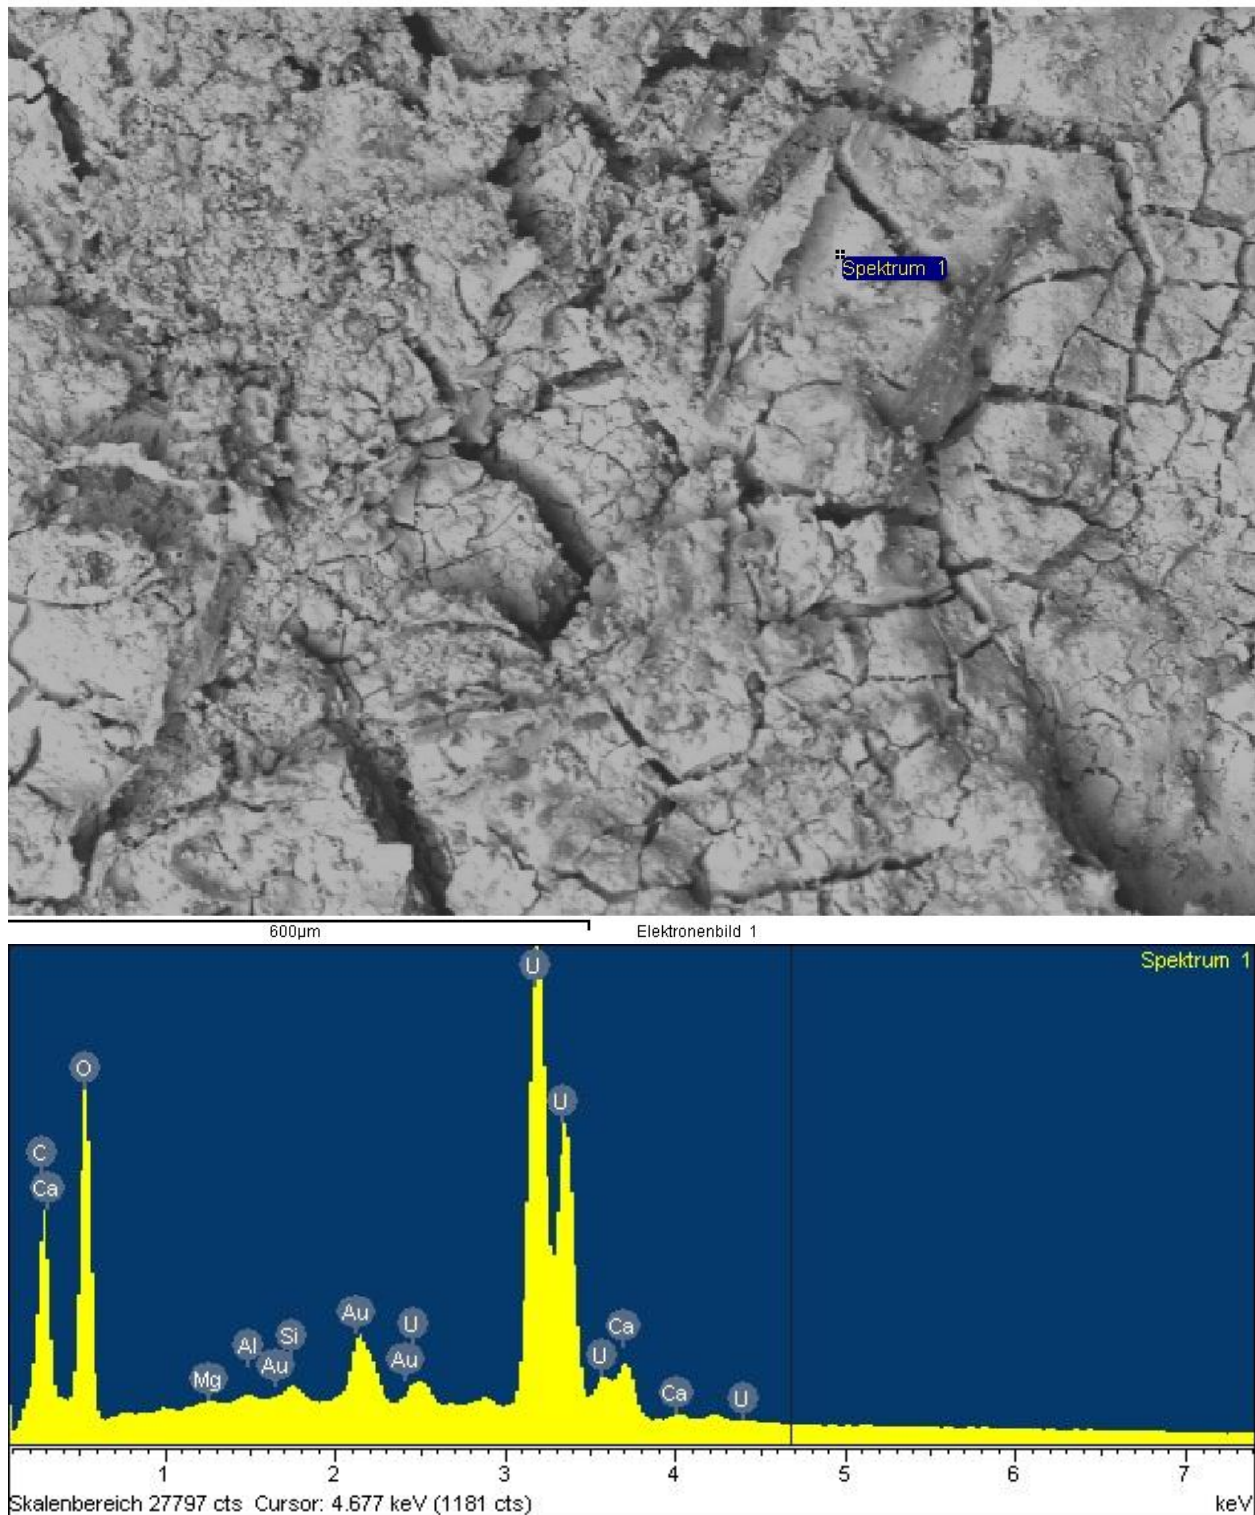 Spektrum 1
600µm
Elektronenbild 1
Spektrum 1
U
O
U
C
Ca
Au
U
Ca
Si
Al
Au
U
Au
Mg
Ca
U
1 2 3 4 5 6 7
Skalenbereich 27797 cts Cursor: 4.677 keV (1181 cts) keV